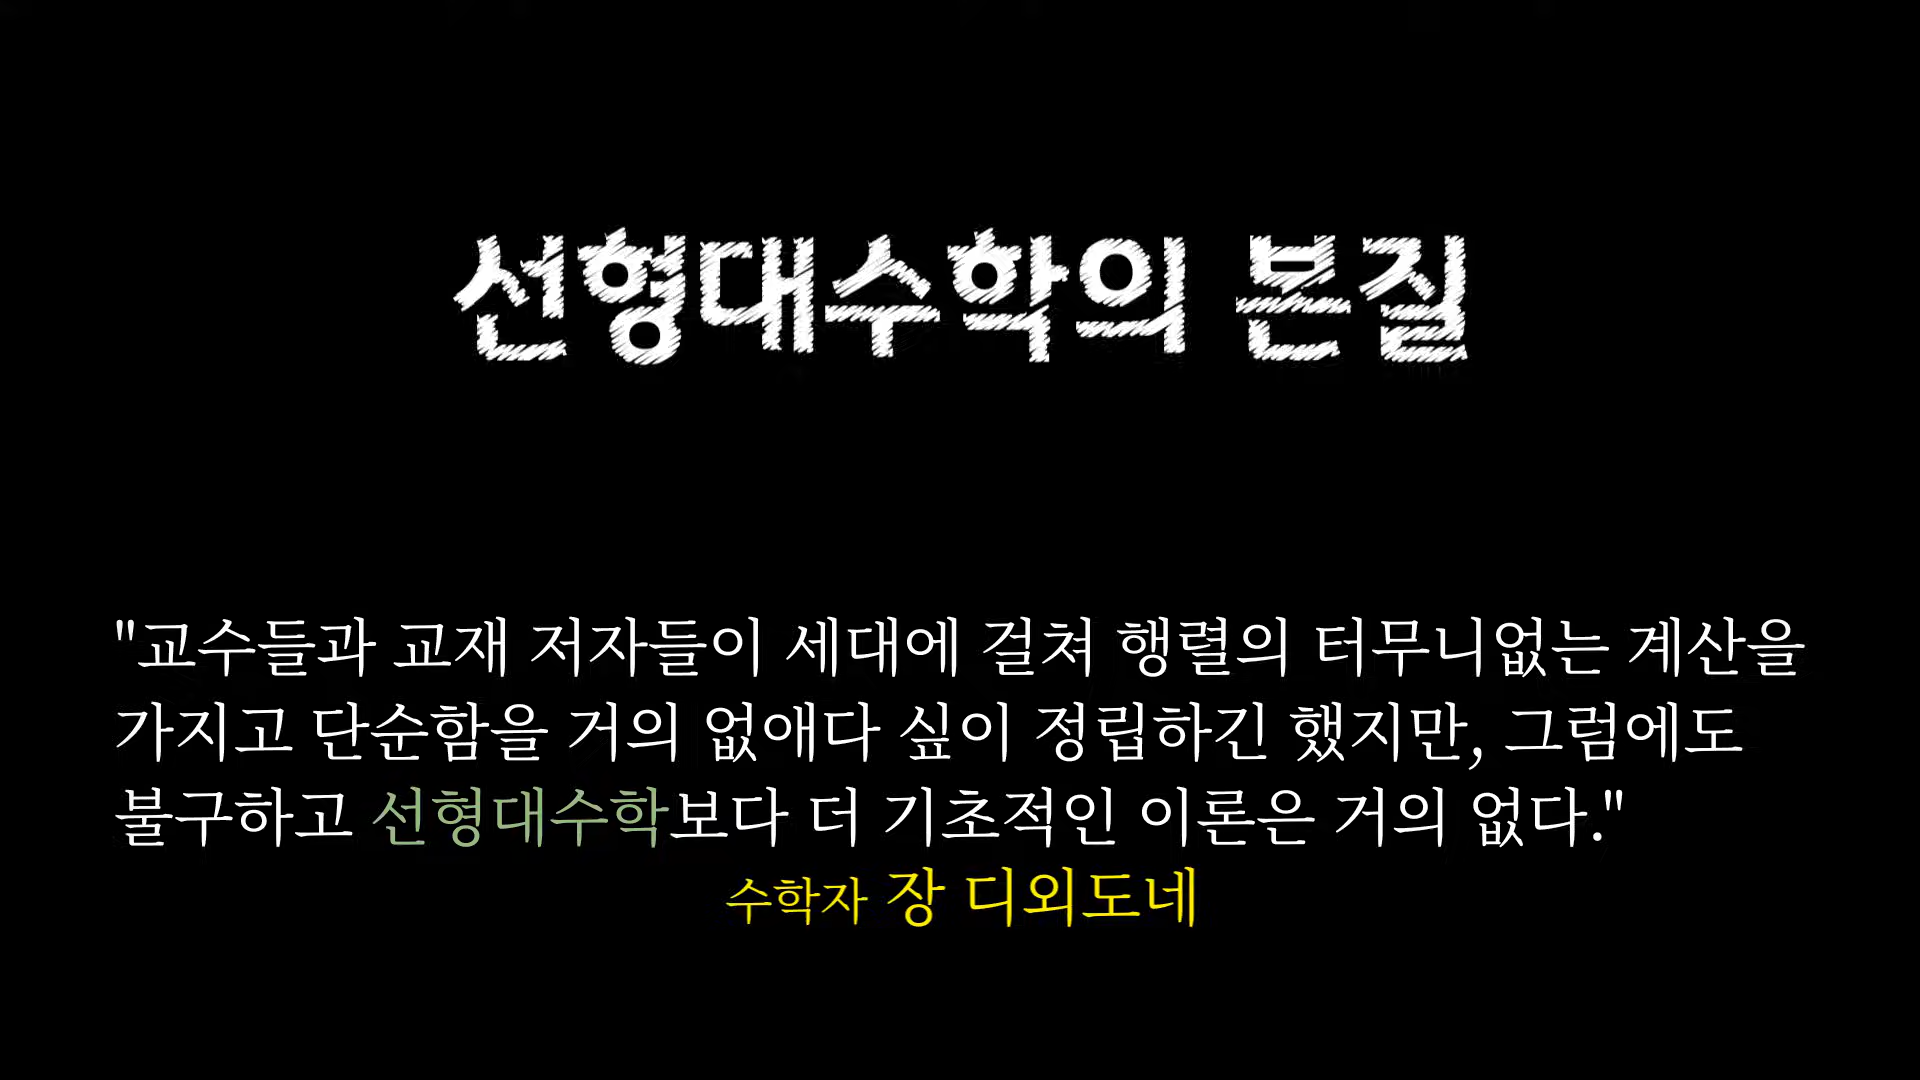 선형대수학의 본질
"교수들과 교재 저자들이 세대에 걸쳐 행렬의 터무니없는 계산을
가지고 단순함을 거의 없애다 싶이 정립하긴 했지만, 그럼에도
불구하고 선형대수학보다 더 기초적인 이론은 거의 없다."
수학자 장 디외도네